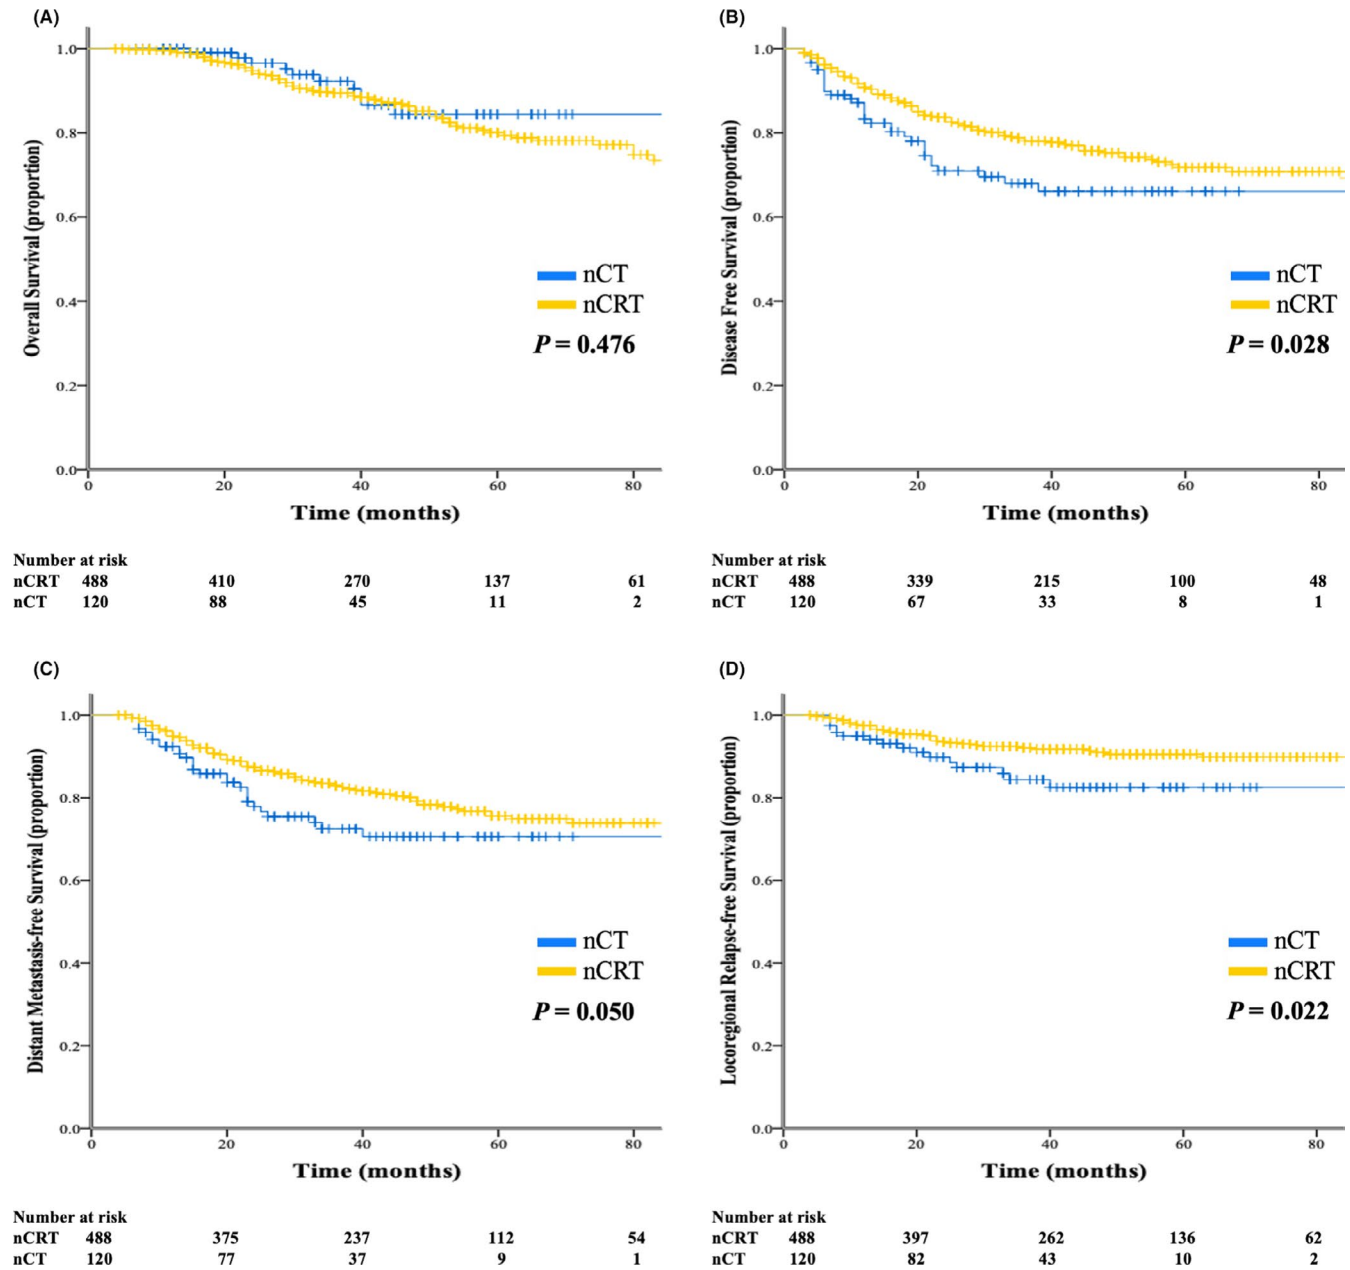 (A)
Overall Survival (proportion)
1.0
0.8
0.6
0.4
0.2
0.0
0 20 40 60 80
Time (months)
nCT
nCRT
P = 0.476
Number at risk
nCRT 488 410 270 137 61
nCT 120 88 45 11 2
(B)
Disease Free Survival (proportion)
1.0
0.8
0.6
0.4
0.2
0.0
0 20 40 60 80
Time (months)
nCT
nCRT
P = 0.028
Number at risk
nCRT 488 339 215 100 48
nCT 120 67 33 8 1
(C)
Distant Metastasis-free Survival (proportion)
1.0
0.8
0.6
0.4
0.2
0.0
0 20 40 60 80
Time (months)
nCT
nCRT
P = 0.050
Number at risk
nCRT 488 375 237 112 54
nCT 120 77 37 9 1
(D)
Locoregional Relapse-free Survival (proportion)
1.0
0.8
0.6
0.4
0.2
0.0
0 20 40 60 80
Time (months)
nCT
nCRT
P = 0.022
Number at risk
nCRT 488 397 262 136 62
nCT 120 82 43 10 2